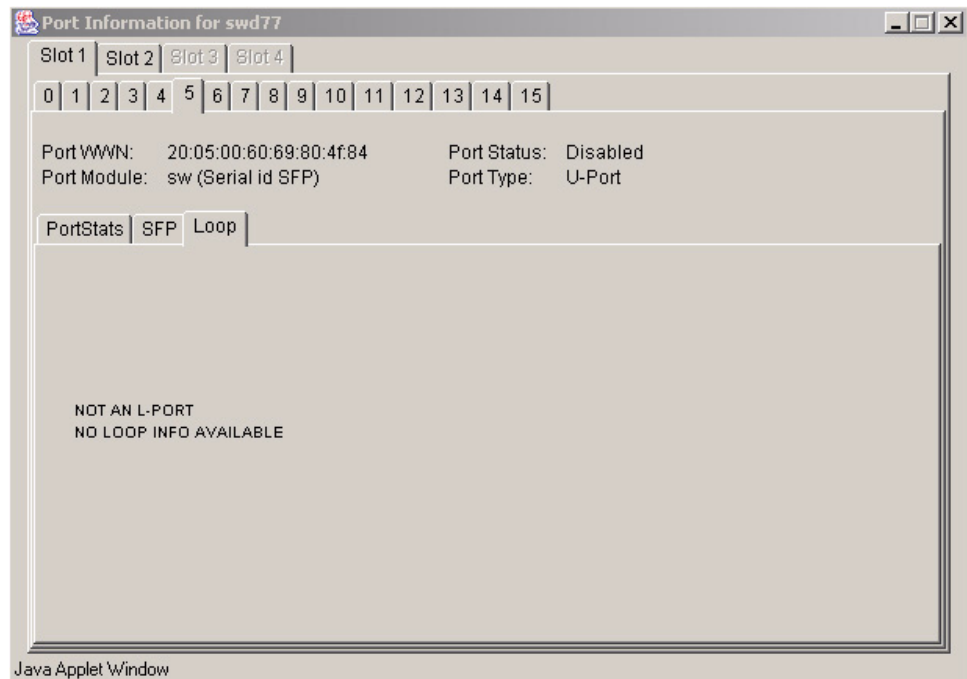 Port Information for swd77
Slot 1 Slot 2 Slot 3 Slot 4
0 1 2 3 4 5 6 7 8 9 10 11 12 13 14 15
Port WWN: 20:05:00:60:69:80:4f:84 Port Status: Disabled
Port Module: sw (Serial id SFP) Port Type: U-Port
PortStats SFP Loop
NOT AN L-PORT
NO LOOP INFO AVAILABLE
Java Applet Window